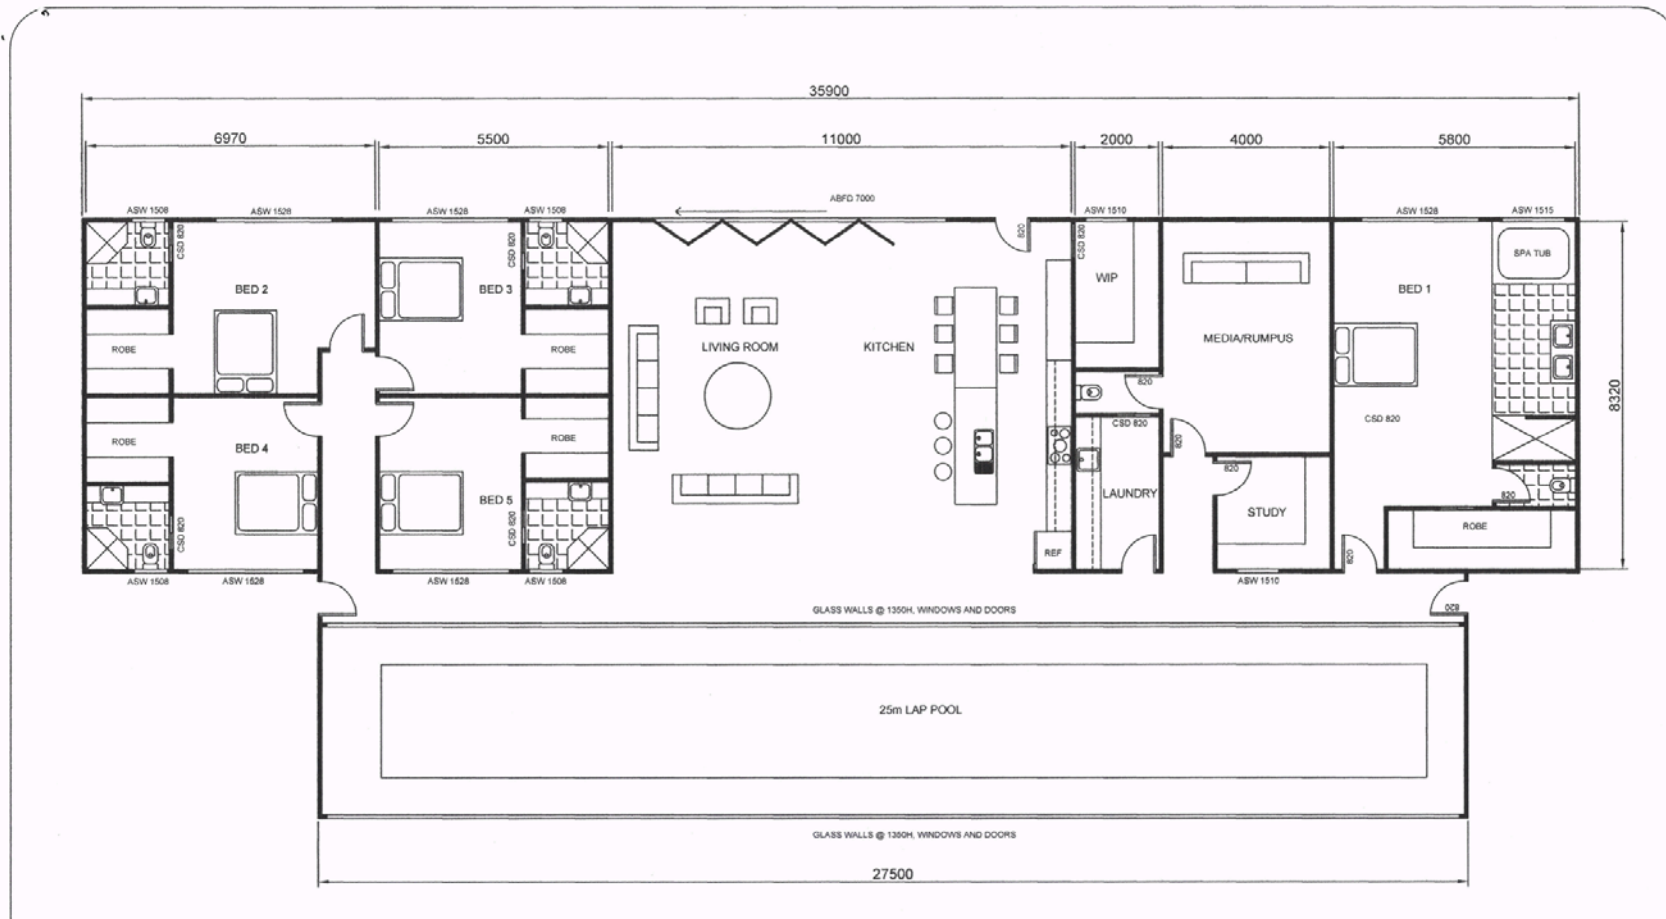 35900
6970 5500 11000 2000 4000 5800
ABFD 7000
ASW 1508 ASW 1528 ASW 1528 ASW 1508 ASW 1510 ASW 1528 ASW 1515
CSD 820 CSD 820 820 CSD 820
SPA TUB
WIP
BED 2 BED 3 BED 1
MEDIA/RUMPUS
ROBE ROBE LIVING ROOM KITCHEN
820
8320
CSD 820 CSD 820
ROBE ROBE
820
BED 4
820
BED 5 LAUNDRY 820
STUDY
ROBE
CSD 820 CSD 820
REF
820
ASW 1508 ASW 1528 ASW 1528 ASW 1508 ASW 1510
GLASS WALLS @ 1350H, WINDOWS AND DOORS
820
25m LAP POOL
GLASS WALLS @ 1350H, WINDOWS AND DOORS
27500